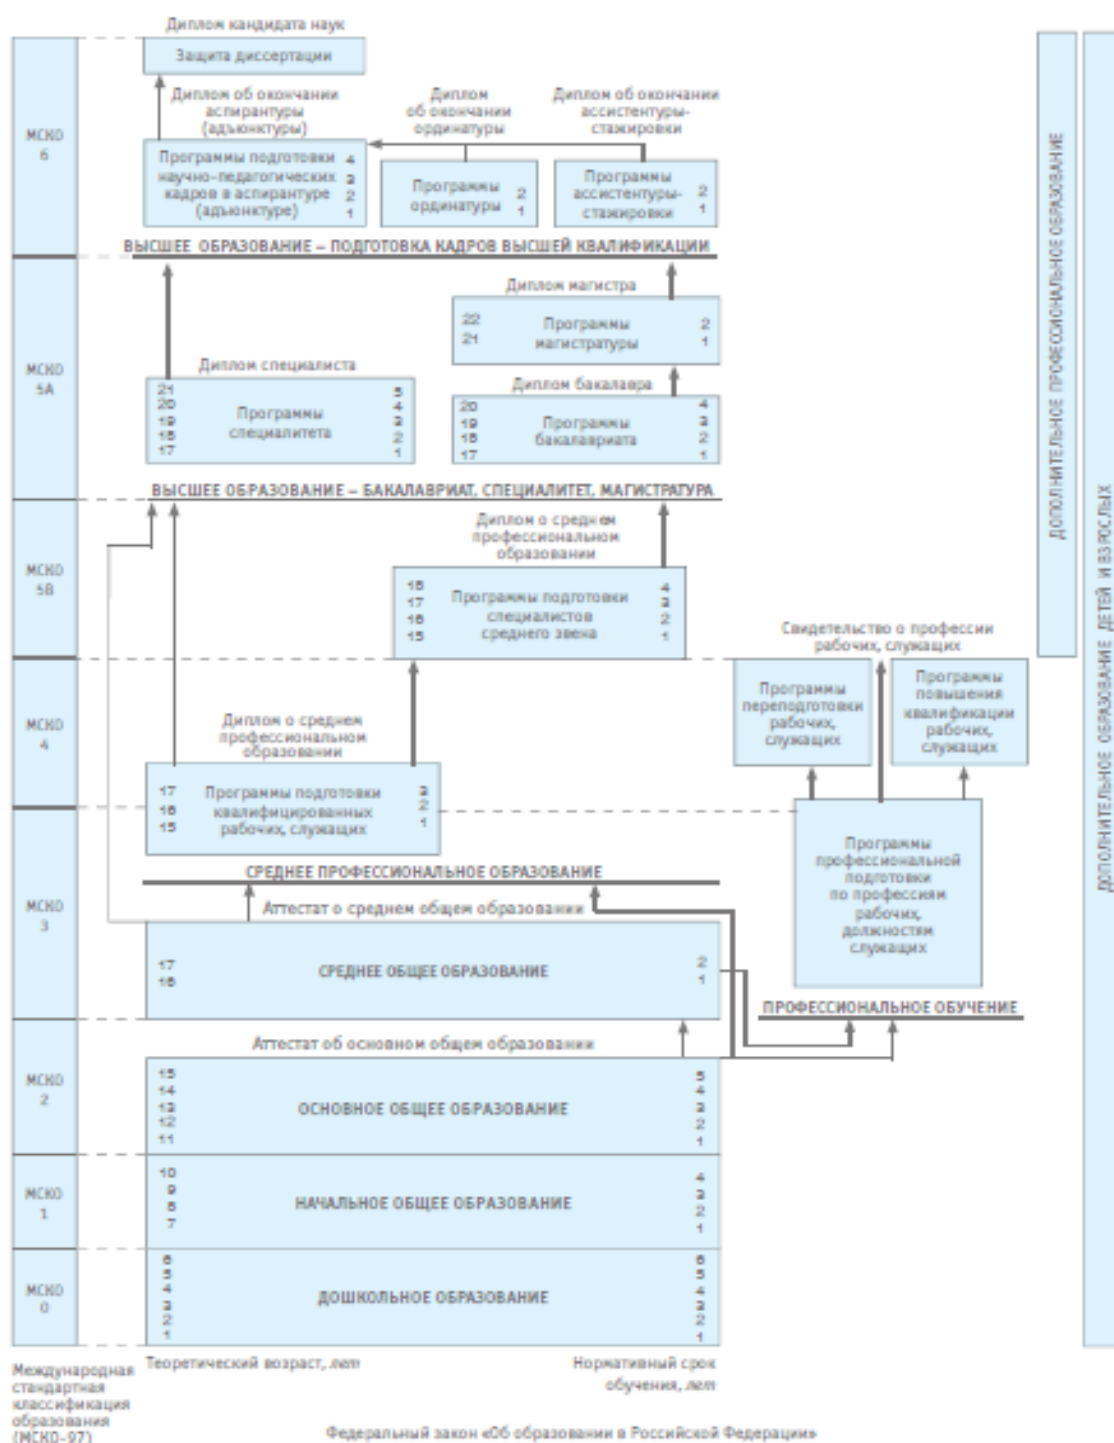 Диплом кандидата наук
МСКО
6
Защита диссертации
Диплом об окончании
аспирантуры
(адъюнктуры)
Диплом
об окончании
ординатуры
Диплом об окончании
ассистентуры-
стажировки
Программы подготовки
научно-педагогических
кадров в аспирантуре
(адъюнктуре)
4
3
2
1
Программы
ординатуры
2
1
Программы
ассистентуры-
стажировки
2
1
ВЫСШЕЕ ОБРАЗОВАНИЕ – ПОДГОТОВКА КАДРОВ ВЫСШЕЙ КВАЛИФИКАЦИИ
МСКО
5A
Диплом магистра
22
21
Программы
магистратуры
2
1
Диплом специалиста
21
20
19
18
17
Программы
специалитета
5
4
3
2
1
Диплом бакалавра
20
19
18
17
Программы
бакалавриата
4
3
2
1
ВЫСШЕЕ ОБРАЗОВАНИЕ – БАКАЛАВРИАТ, СПЕЦИАЛИТЕТ, МАГИСТРАТУРА
МСКО
5B
Диплом о среднем
профессиональном
образовании
18
17
16
15
Программы подготовки
специалистов
среднего звена
4
3
2
1
Свидетельство о профессии
рабочих, служащих
МСКО
4
Программы
переподготовки
рабочих,
служащих
Программы
повышения
квалификации
рабочих,
служащих
Диплом о среднем
профессиональном
образовании
17
16
15
Программы подготовки
квалифицированных
рабочих, служащих
3
2
1
Программы
профессиональной
подготовки
по профессиям
рабочих,
должностям
служащих
СРЕДНЕЕ ПРОФЕССИОНАЛЬНОЕ ОБРАЗОВАНИЕ
МСКО
3
Аттестат о среднем общем образовании
17
16
СРЕДНЕЕ ОБЩЕЕ ОБРАЗОВАНИЕ
2
1
ПРОФЕССИОНАЛЬНОЕ ОБУЧЕНИЕ
Аттестат об основном общем образовании
МСКО
2
15
14
13
12
11
ОСНОВНОЕ ОБЩЕЕ ОБРАЗОВАНИЕ
5
4
3
2
1
МСКО
1
10
9
8
7
НАЧАЛЬНОЕ ОБЩЕЕ ОБРАЗОВАНИЕ
4
3
2
1
МСКО
0
6
5
4
3
2
1
ДОШКОЛЬНОЕ ОБРАЗОВАНИЕ
6
5
4
3
2
1
ДОПОЛНИТЕЛЬНОЕ ПРОФЕССИОНАЛЬНОЕ ОБРАЗОВАНИЕ
ДОПОЛНИТЕЛЬНОЕ ОБРАЗОВАНИЕ ДЕТЕЙ И ВЗРОСЛЫХ
Международная
стандартная
классификация
образования
(МСКО-97)
Теоретический возраст, лет
Нормативный срок
обучения, лет
Федеральный закон «Об образовании в Российской Федерации»